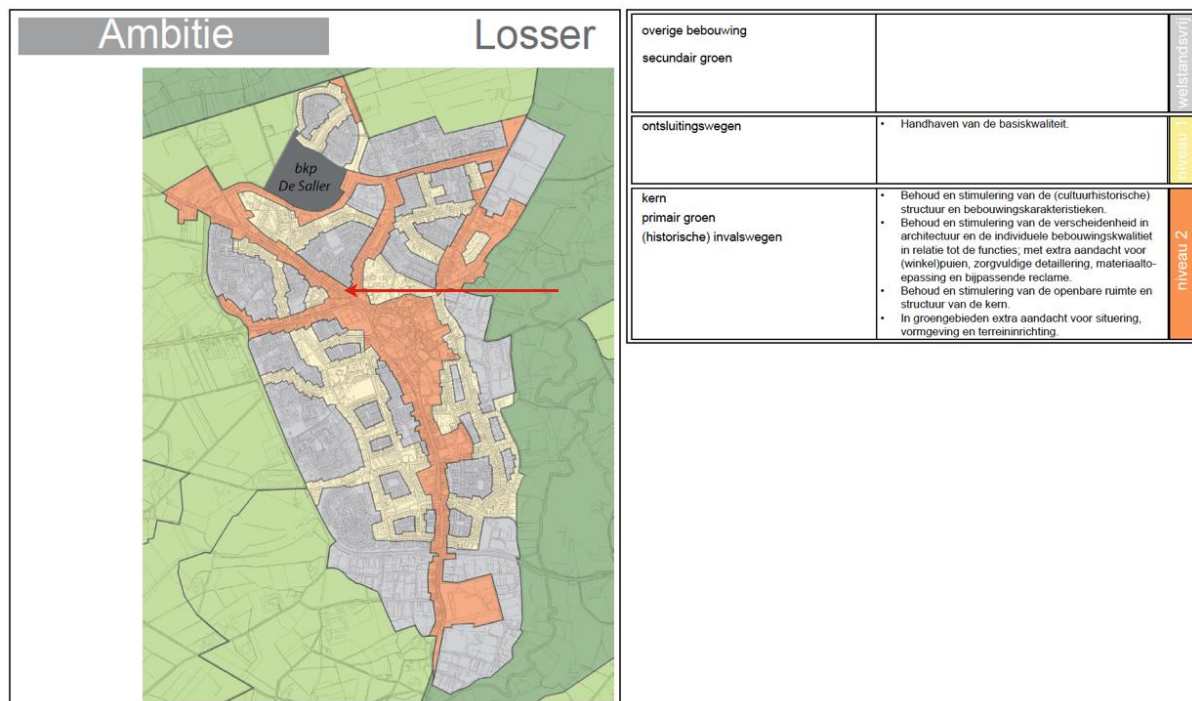 Ambitie
Losser
bkp
De Saller
overige bebouwing
secundair groen
welstandsvrij
ontsluitingswegen
• Handhaven van de basiskwaliteit.
niveau 1
kern
primair groen
(historische) invalswegen
• Behoud en stimulering van de (cultuurhistorische)
structuur en bebouwingskarakteristieken.
• Behoud en stimulering van de verscheidenheid in
architectuur en de individuele bebouwingskwalitiet
in relatie tot de functies; met extra aandacht voor
(winkel)puien, zorgvuldige detaillering, materiaalto-
epassing en bijpassende reclame.
• Behoud en stimulering van de openbare ruimte en
structuur van de kern.
• In groengebieden extra aandacht voor situering,
vormgeving en terreininrichting.
niveau 2